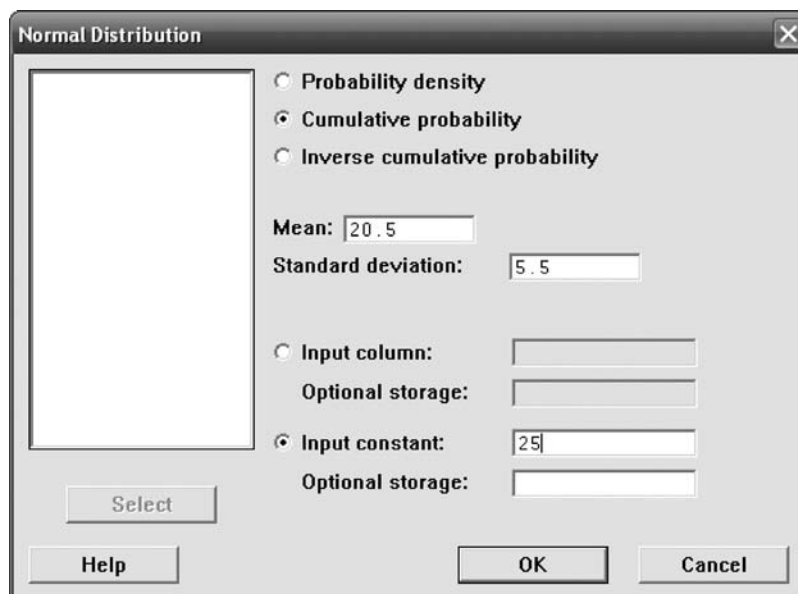 Normal Distribution
Probability density
Cumulative probability
Inverse cumulative probability
Mean: 20.5
Standard deviation: 5.5
Input column:
Optional storage:
Input constant: 25
Optional storage:
Select
Help OK Cancel